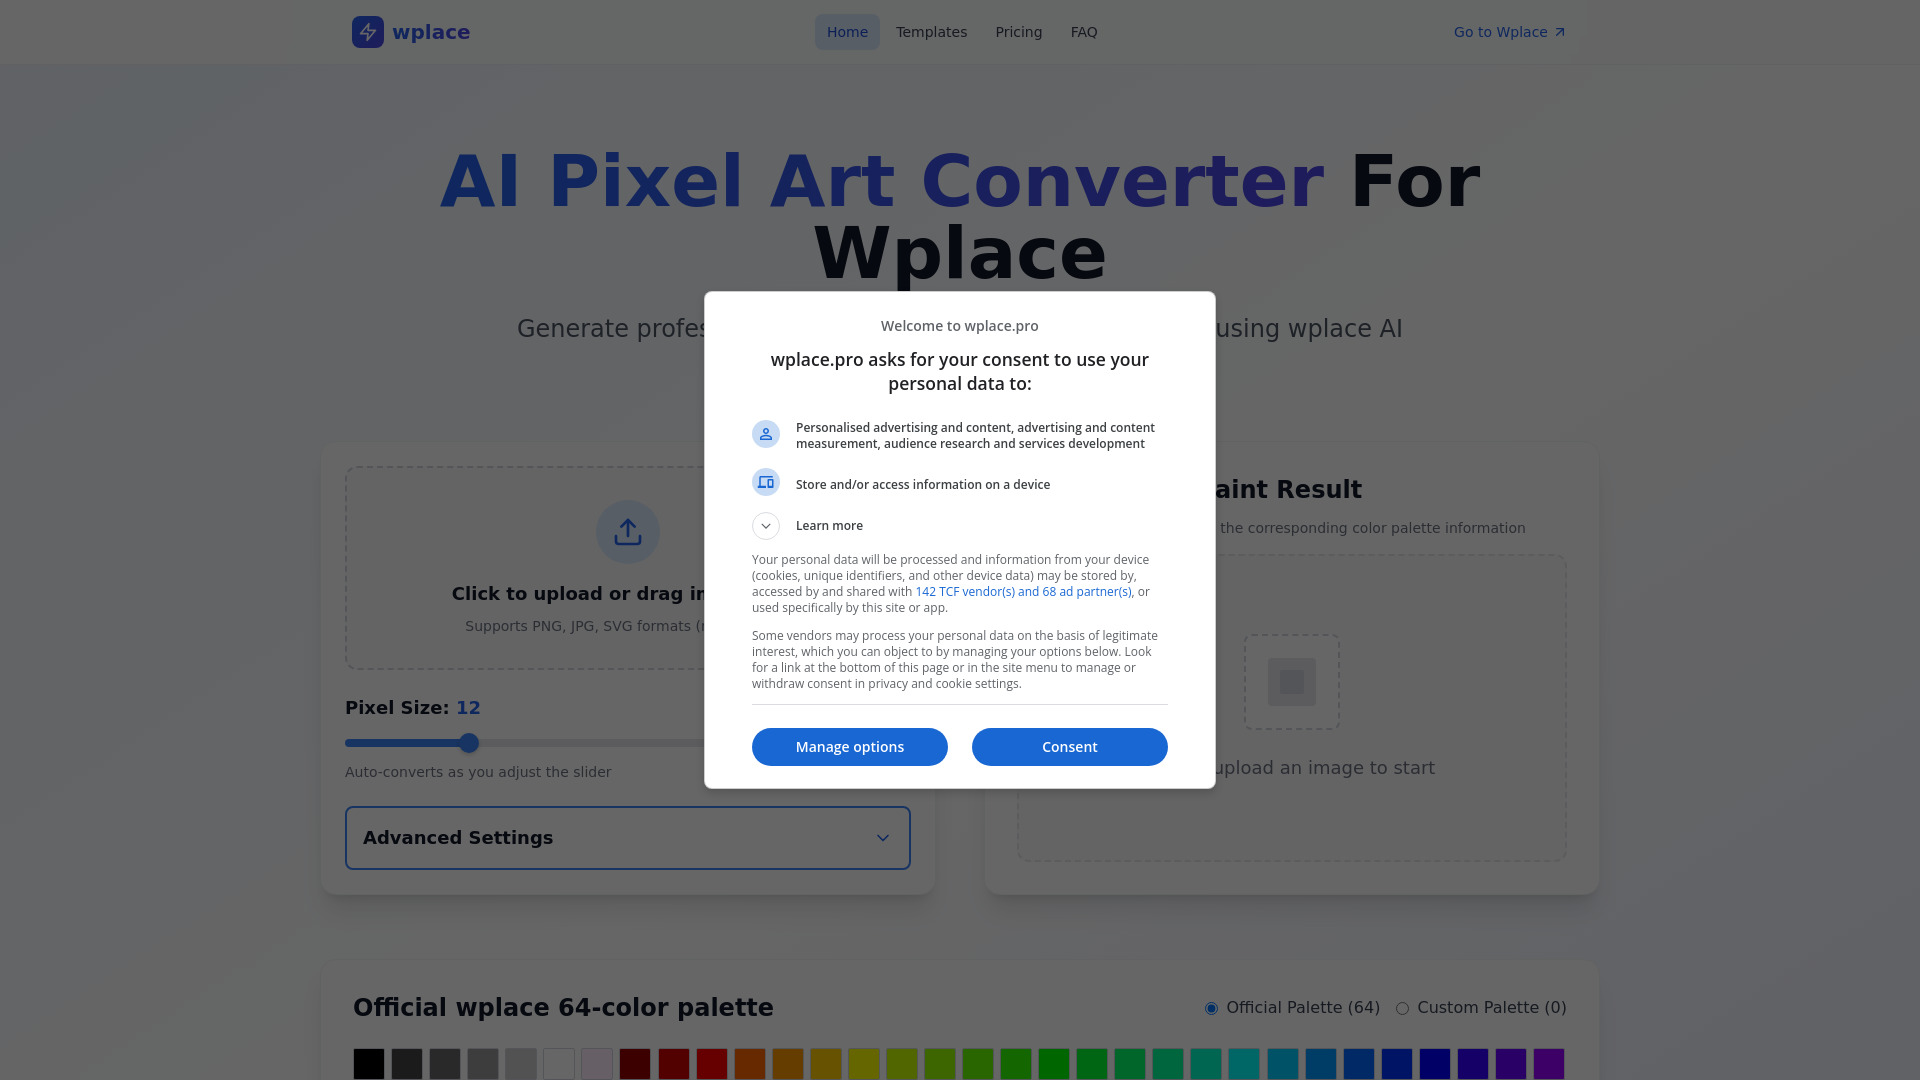 wplace
Home
Templates
Pricing
FAQ
Go to Wplace
AI Pixel Art Converter For
Wplace
Generate profes
using wplace AI
Welcome to wplace.pro
wplace.pro asks for your consent to use your
personal data to:
Personalised advertising and content, advertising and content
measurement, audience research and services development
Store and/or access information on a device
Learn more
Your personal data will be processed and information from your device
(cookies, unique identifiers, and other device data) may be stored by,
accessed by and shared with 142 TCF vendor(s) and 68 ad partner(s), or
used specifically by this site or app.
Some vendors may process your personal data on the basis of legitimate
interest, which you can object to by managing your options below. Look
for a link at the bottom of this page or in the site menu to manage or
withdraw consent in privacy and cookie settings.
Manage options
Consent
Click to upload or drag
Supports PNG, JPG, SVG formats
Pixel Size: 12
Auto-converts as you adjust the slider
Advanced Settings
aint Result
the corresponding color palette information
upload an image to start
Official wplace 64-color palette
Official Palette (64)
Custom Palette (0)